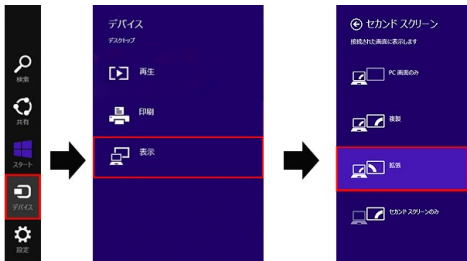 検索
共有
スタート
デバイス
設定
デバイス
デスクトップ
再生
印刷
表示
セカンド スクリーン
接続された画面に表示します
PC 画面のみ
複製
拡張
セカンド スクリーンのみ